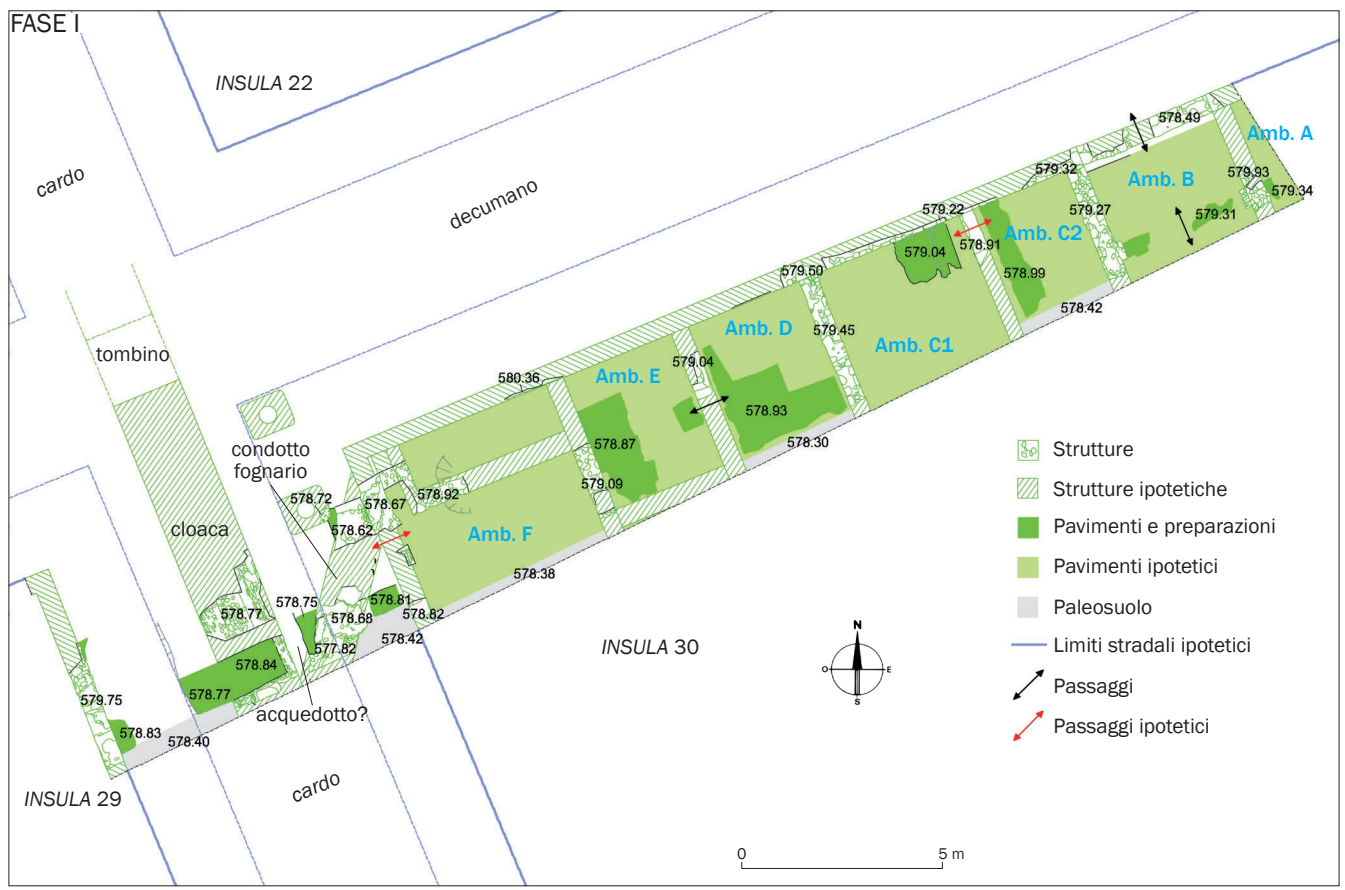 FASE I
INSULA 22
cardo
decumano
Amb. A
578.49
579.32
Amb. B
579.93
579.34
579.27
579.31
579.22
578.91
Amb. C2
579.04
578.99
578.42
579.50
Amb. D
579.45
Amb. C1
tombino
580.36
Amb. E
579.04
578.93
578.30
condotto
fognario
578.87
578.72
578.67
578.92
579.09
578.62
cloaca
Amb. F
578.38
578.75
578.81
578.77
578.68
578.82
577.82
578.42
578.84
578.77
acquedotto?
579.75
578.83
578.40
INSULA 29
cardo
INSULA 30
N
O
E
S
0
5 m
Strutture
Strutture ipotetiche
Pavimenti e preparazioni
Pavimenti ipotetici
Paleosuolo
Limiti stradali ipotetici
Passaggi
Passaggi ipotetici